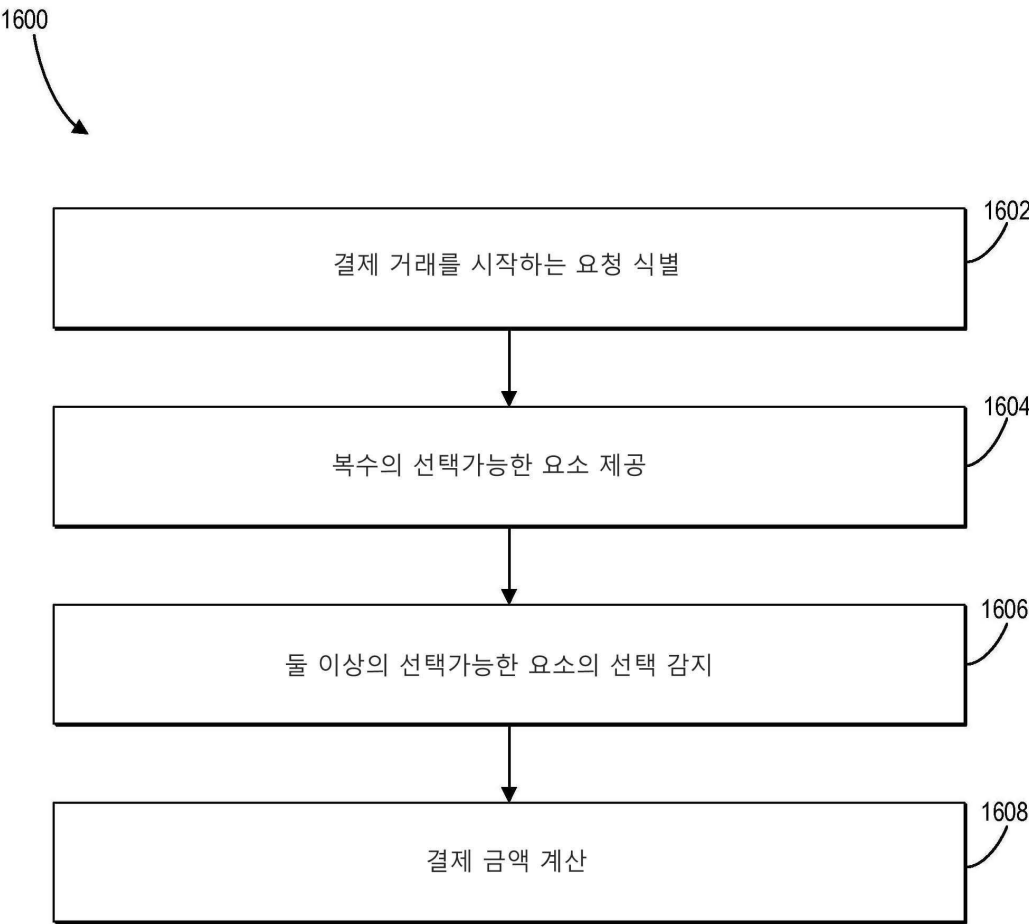 1600
1602
결제 거래를 시작하는 요청 식별
1604
복수의 선택가능한 요소 제공
1606
둘 이상의 선택가능한 요소의 선택 감지
1608
결제 금액 계산